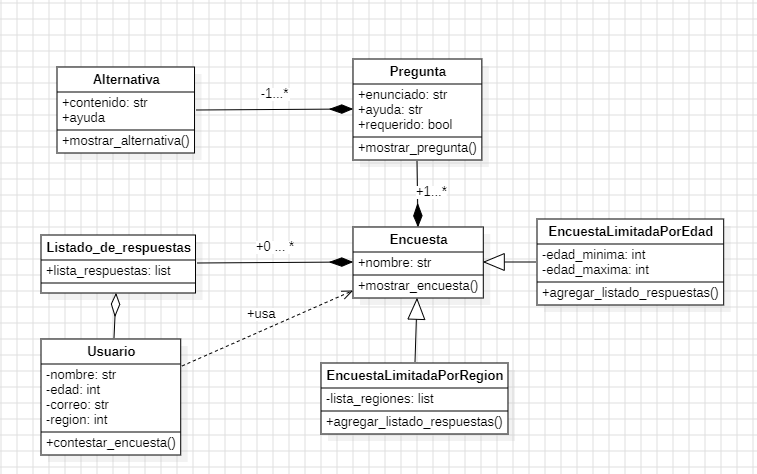 Alternativa
+contenido: str
+ayuda
+mostrar_alternativa()
-1...*
Pregunta
+enunciado: str
+ayuda: str
+requerido: bool
+mostrar_pregunta()
+1...*
Listado_de_respuestas
+lista_respuestas: list
+0 ... *
Encuesta
+nombre: str
+mostrar_encuesta()
EncuestaLimitadaPorEdad
-edad_minima: int
-edad_maxima: int
+agregar_listado_respuestas()
+usa
Usuario
-nombre: str
-edad: int
-correo: str
-region: int
+contestar_encuesta()
EncuestaLimitadaPorRegion
-lista_regiones: list
+agregar_listado_respuestas()